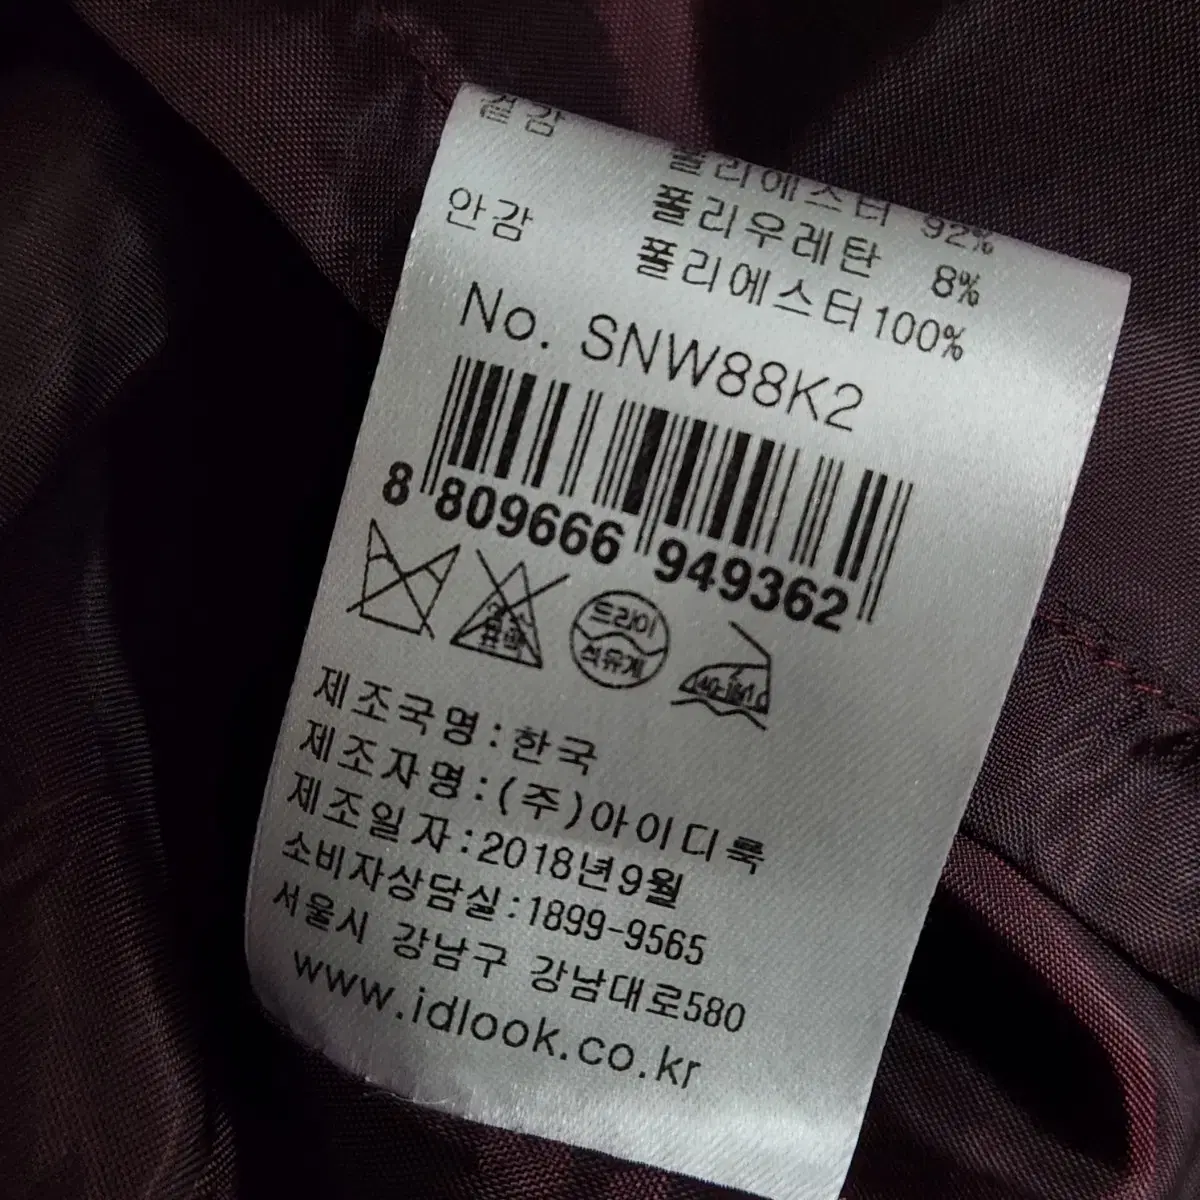 겉감 폴리에스터 92%
폴리우레탄 8%
안감 폴리에스터 100%
No. SNW88K2
8 809666 949362
드라이
석유계
제조국명:한국
제조자명:(주)아이디룩
제조일자:2018년9월
소비자상담실:1899-9565
서울시 강남구 강남대로580
www.idlook.co.kr